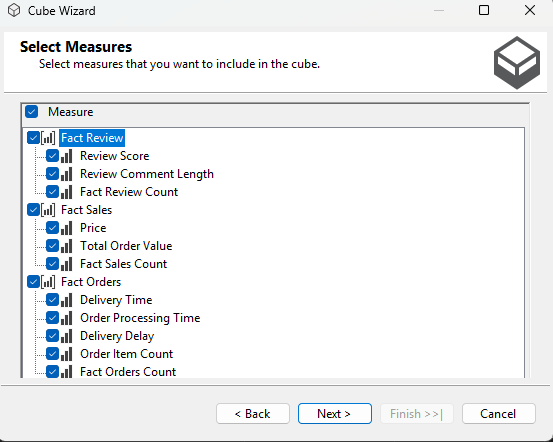 Cube Wizard
Select Measures
Select measures that you want to include in the cube.
Measure
Fact Review
Review Score
Review Comment Length
Fact Review Count
Fact Sales
Price
Total Order Value
Fact Sales Count
Fact Orders
Delivery Time
Order Processing Time
Delivery Delay
Order Item Count
Fact Orders Count
< Back Next > Finish >>| Cancel